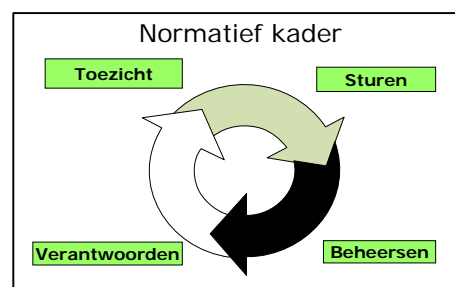 Normatief kader
Toezicht
Sturen
Verantwoorden
Beheersen